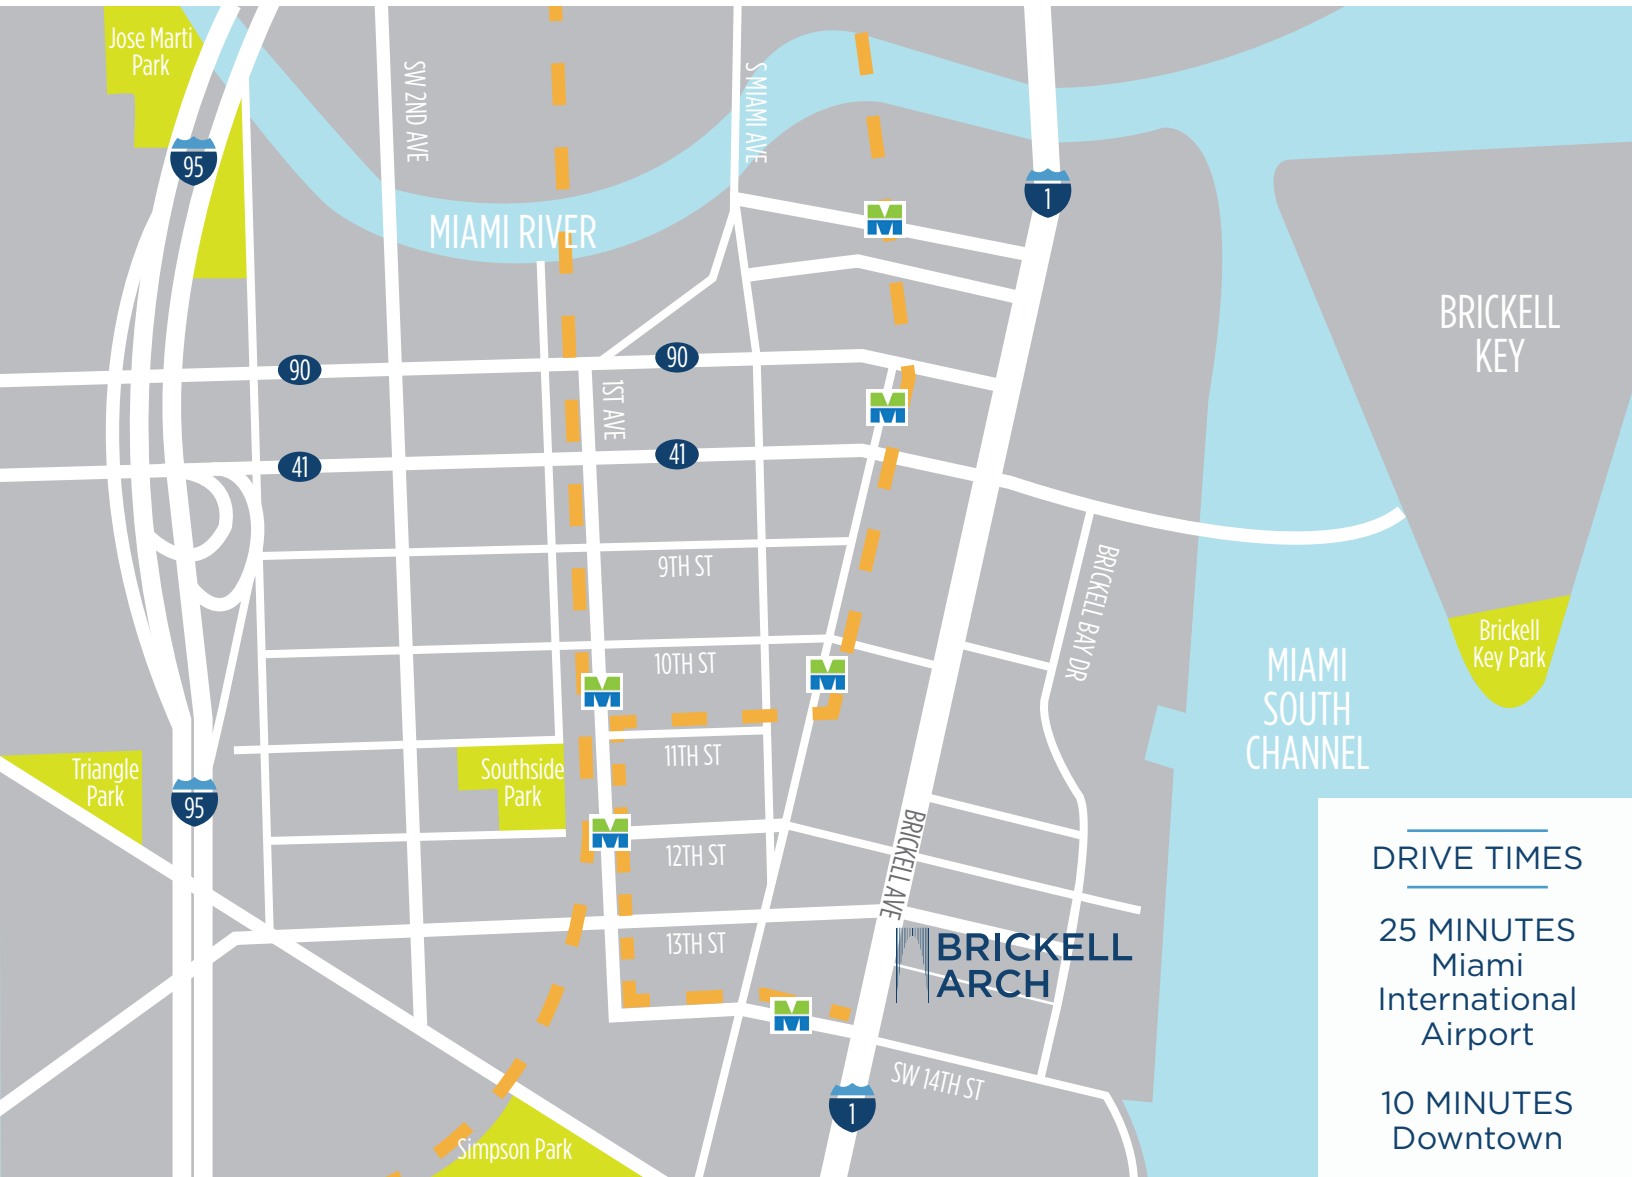 Jose Marti
Park
95
SW 2ND AVE
S MIAMI AVE
1
MIAMI RIVER
BRICKELL
KEY
90
90
1ST AVE
41
41
9TH ST
BRICKELL BAY DR
10TH ST
Brickell
Key Park
MIAMI
SOUTH
CHANNEL
11TH ST
Triangle
Park
Southside
Park
95
12TH ST
BRICKELL AVE
13TH ST
BRICKELL
ARCH
SW 14TH ST
1
Simpson Park
DRIVE TIMES
25 MINUTES
Miami
International
Airport
10 MINUTES
Downtown